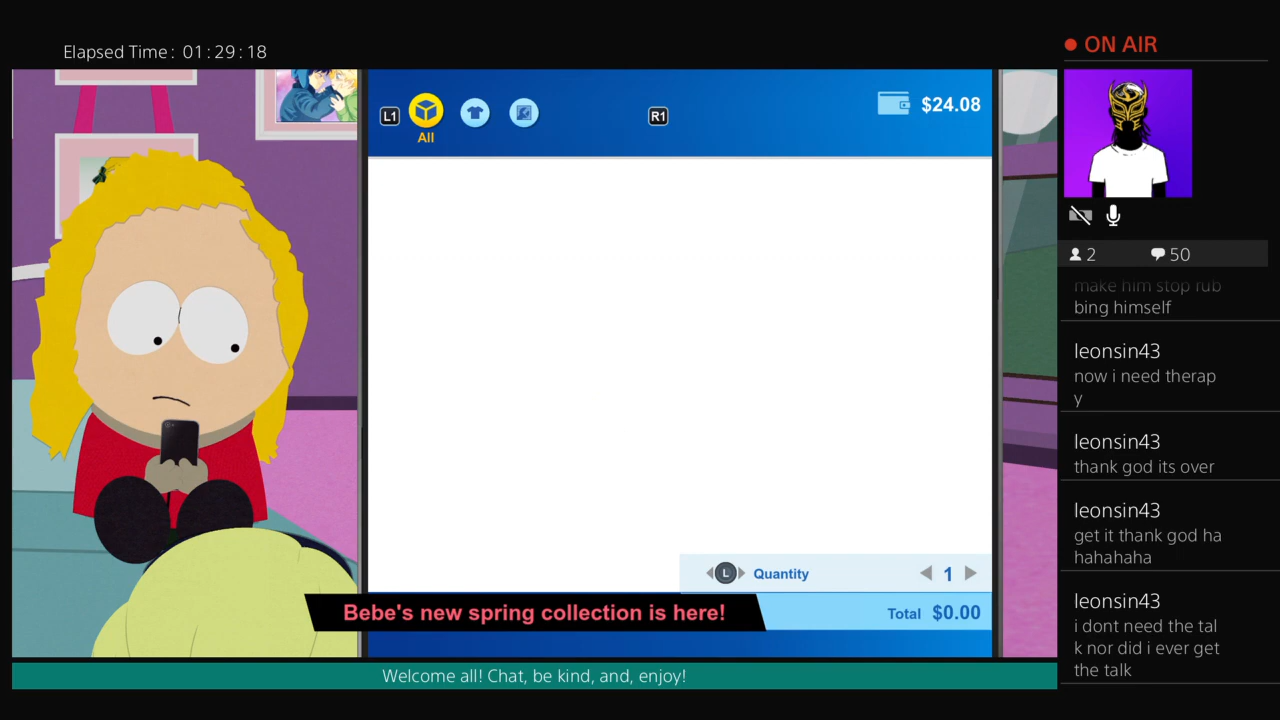 Elapsed Time: 01:29:18
ON AIR
L1
All
R1
$24.08
2
50
make him stop rub
bing himself
leonsin43
now i need therap
y
leonsin43
thank god its over
leonsin43
get it thank god ha
hahahaha
leonsin43
i dont need the tal
k nor did i ever get
the talk
L
Quantity
1
Bebe's new spring collection is here!
Total $0.00
Welcome all! Chat, be kind, and, enjoy!